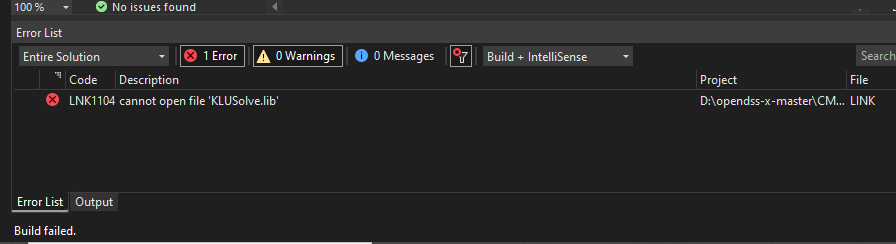 100 % No issues found
Error List
Entire Solution 1 Error 0 Warnings 0 Messages Build + IntelliSense Search
Code Description Project File
LNK1104 cannot open file 'KLUSolve.lib' D:\opendss-x-master\CM... LINK
Error List Output
Build failed.